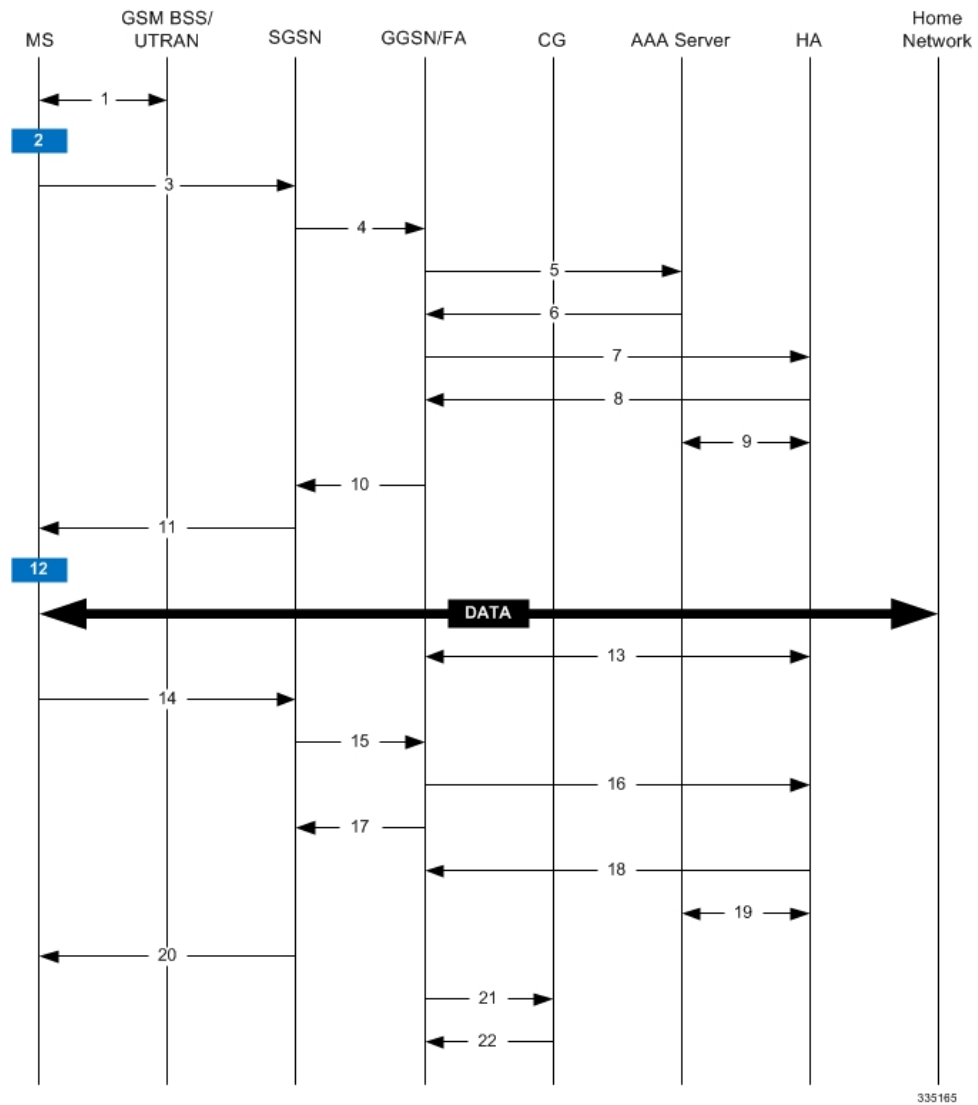 GSM BSS/
UTRAN
MS
SGSN
GGSN/FA
CG
AAA Server
HA
Home
Network
1
2
3
4
5
6
7
8
9
10
11
12
DATA
13
14
15
16
17
18
19
20
21
22
335165